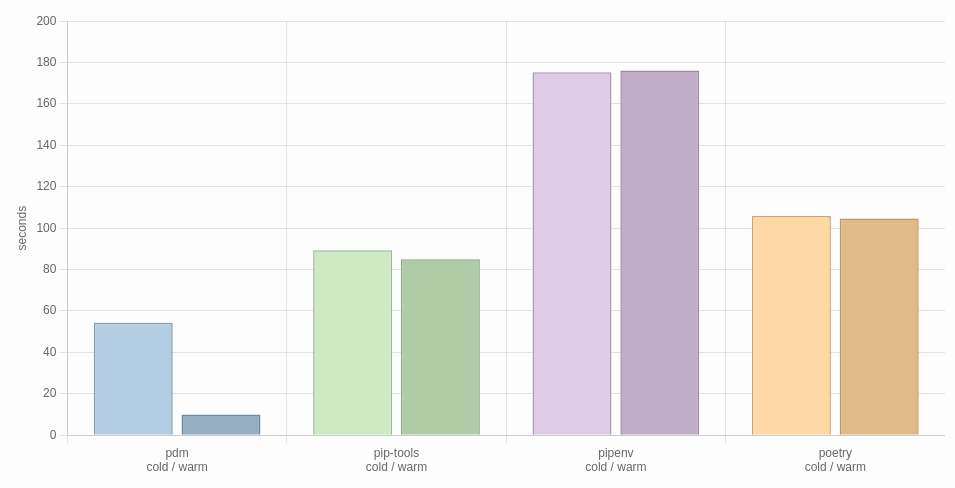 200
180
160
140
120
100
80
60
40
20
0
seconds
pdm
cold / warm
pip-tools
cold / warm
pipenv
cold / warm
poetry
cold / warm